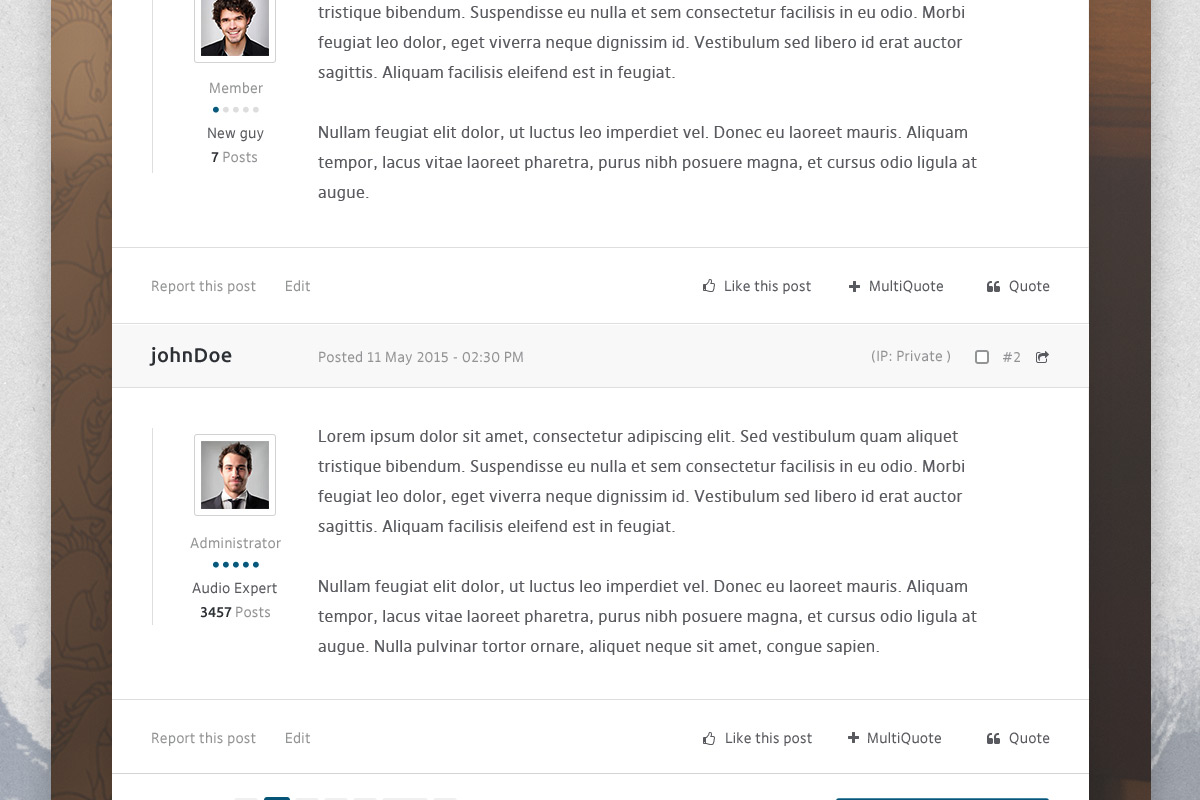 tristique bibendum. Suspendisse eu nulla et sem consectetur facilisis in eu odio. Morbi
feugiat leo dolor, eget viverra neque dignissim id. Vestibulum sed libero id erat auctor
sagittis. Aliquam facilisis eleifend est in feugiat.
Member
New guy
7 Posts
Nullam feugiat elit dolor, ut luctus leo imperdiet vel. Donec eu laoreet mauris. Aliquam
tempor, lacus vitae laoreet pharetra, purus nibh posuere magna, et cursus odio ligula at
augue.
Report this post Edit Like this post MultiQuote Quote
johnDoe Posted 11 May 2015 - 02:30 PM (IP: Private ) #2
Lorem ipsum dolor sit amet, consectetur adipiscing elit. Sed vestibulum quam aliquet
tristique bibendum. Suspendisse eu nulla et sem consectetur facilisis in eu odio. Morbi
feugiat leo dolor, eget viverra neque dignissim id. Vestibulum sed libero id erat auctor
sagittis. Aliquam facilisis eleifend est in feugiat.
Administrator
Audio Expert
3457 Posts
Nullam feugiat elit dolor, ut luctus leo imperdiet vel. Donec eu laoreet mauris. Aliquam
tempor, lacus vitae laoreet pharetra, purus nibh posuere magna, et cursus odio ligula at
augue. Nulla pulvinar tortor ornare, aliquet neque sit amet, congue sapien.
Report this post Edit Like this post MultiQuote Quote